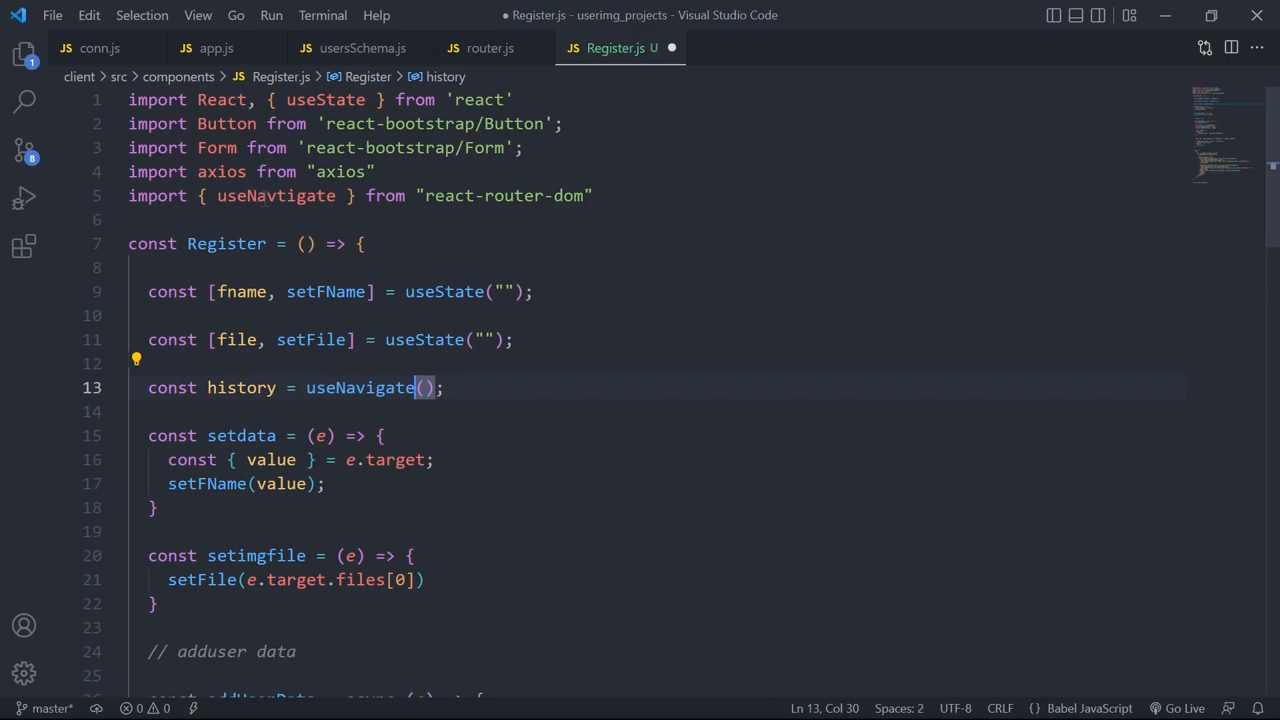 File Edit Selection View Go Run Terminal Help ● Register.js - userimg_projects - Visual Studio Code
JS conn.js JS app.js JS usersSchema.js JS router.js JS Register.js U
client > src > components > JS Register.js > Register > history
1 import React, { useState } from 'react'
2 import Button from 'react-bootstrap/Button';
3 import Form from 'react-bootstrap/Form';
4 import axios from "axios"
5 import { useNavtigate } from "react-router-dom"
6
7 const Register = () => {
8
9 const [fname, setFName] = useState("");
10
11 const [file, setFile] = useState("");
12
13 const history = useNavigate();
14
15 const setdata = (e) => {
16 const { value } = e.target;
17 setFName(value);
18 }
19
20 const setimgfile = (e) => {
21 setFile(e.target.files[0])
22 }
23
24 // adduser data
25
26 const addUserData = async (e) => {
1
8
master* 0 0 Ln 13, Col 30 Spaces: 2 UTF-8 CRLF {} Babel JavaScript Go Live